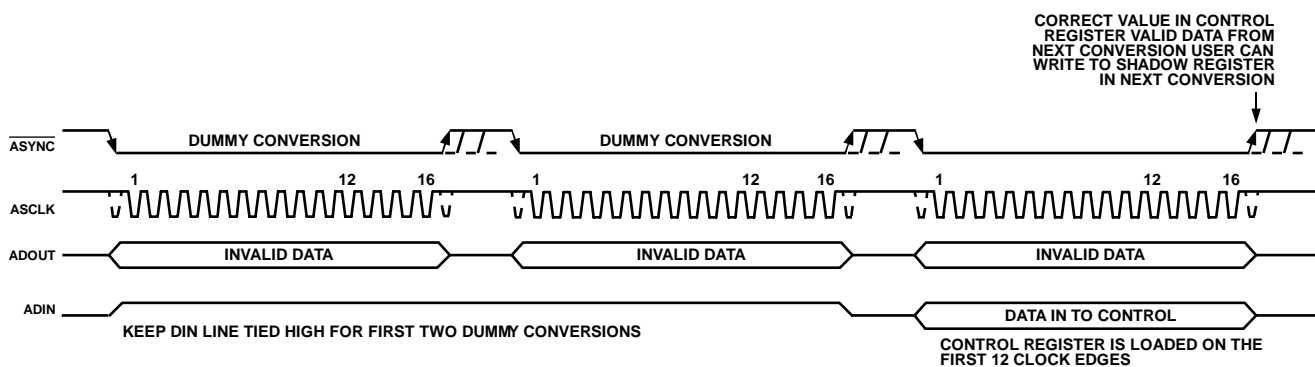 CORRECT VALUE IN CONTROL
REGISTER VALID DATA FROM
NEXT CONVERSION USER CAN
WRITE TO SHADOW REGISTER
IN NEXT CONVERSION
ASYNC
DUMMY CONVERSION
DUMMY CONVERSION
1 12 16 1 12 16 1 12 16
ASCLK
ADOUT
INVALID DATA
INVALID DATA
INVALID DATA
ADIN
DATA IN TO CONTROL
KEEP DIN LINE TIED HIGH FOR FIRST TWO DUMMY CONVERSIONS
CONTROL REGISTER IS LOADED ON THE
FIRST 12 CLOCK EDGES